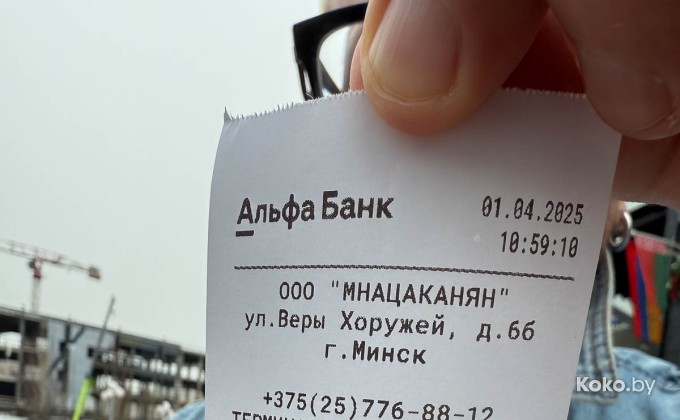 Альфа Банк
01.04.2025
10:59:10
ООО "МНАЦАКАНЯН"
ул.Веры Хоружей, д.6б
г.Минск
+375(25)776-88-12
Koko.by